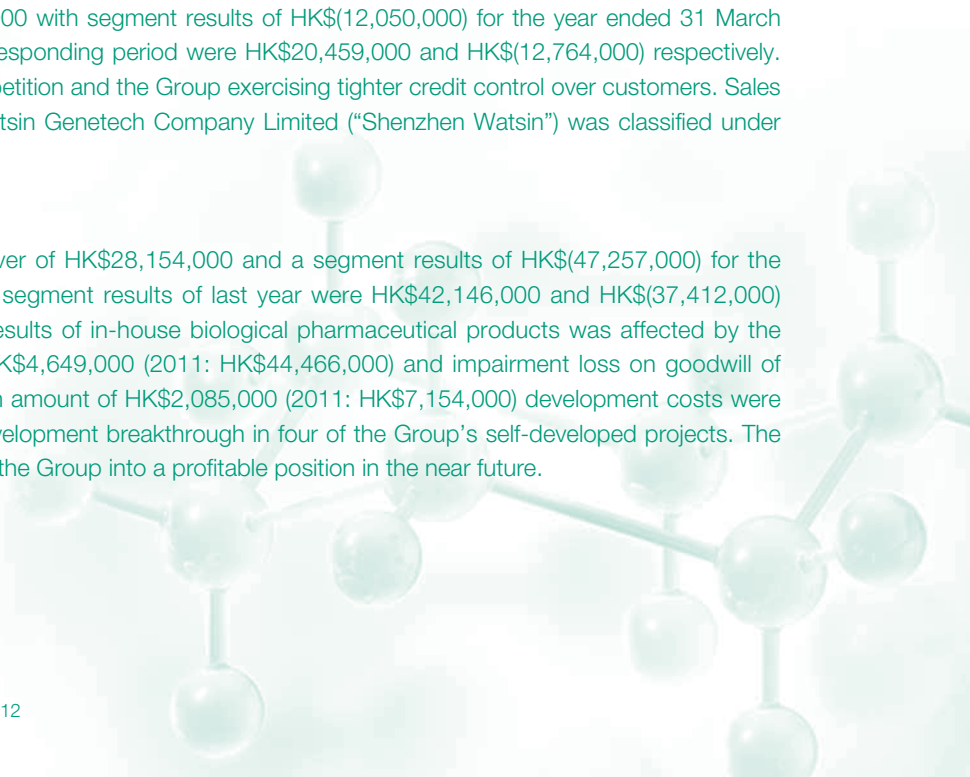 00 with segment results of HK$(12,050,000) for the year ended 31 March
responding period were HK$20,459,000 and HK$(12,764,000) respectively.
petition and the Group exercising tighter credit control over customers. Sales
tsin Genetech Company Limited (“Shenzhen Watsin”) was classified under
ver of HK$28,154,000 and a segment results of HK$(47,257,000) for the
segment results of last year were HK$42,146,000 and HK$(37,412,000)
esults of in-house biological pharmaceutical products was affected by the
K$4,649,000 (2011: HK$44,466,000) and impairment loss on goodwill of
n amount of HK$2,085,000 (2011: HK$7,154,000) development costs were
velopment breakthrough in four of the Group’s self-developed projects. The
the Group into a profitable position in the near future.
12